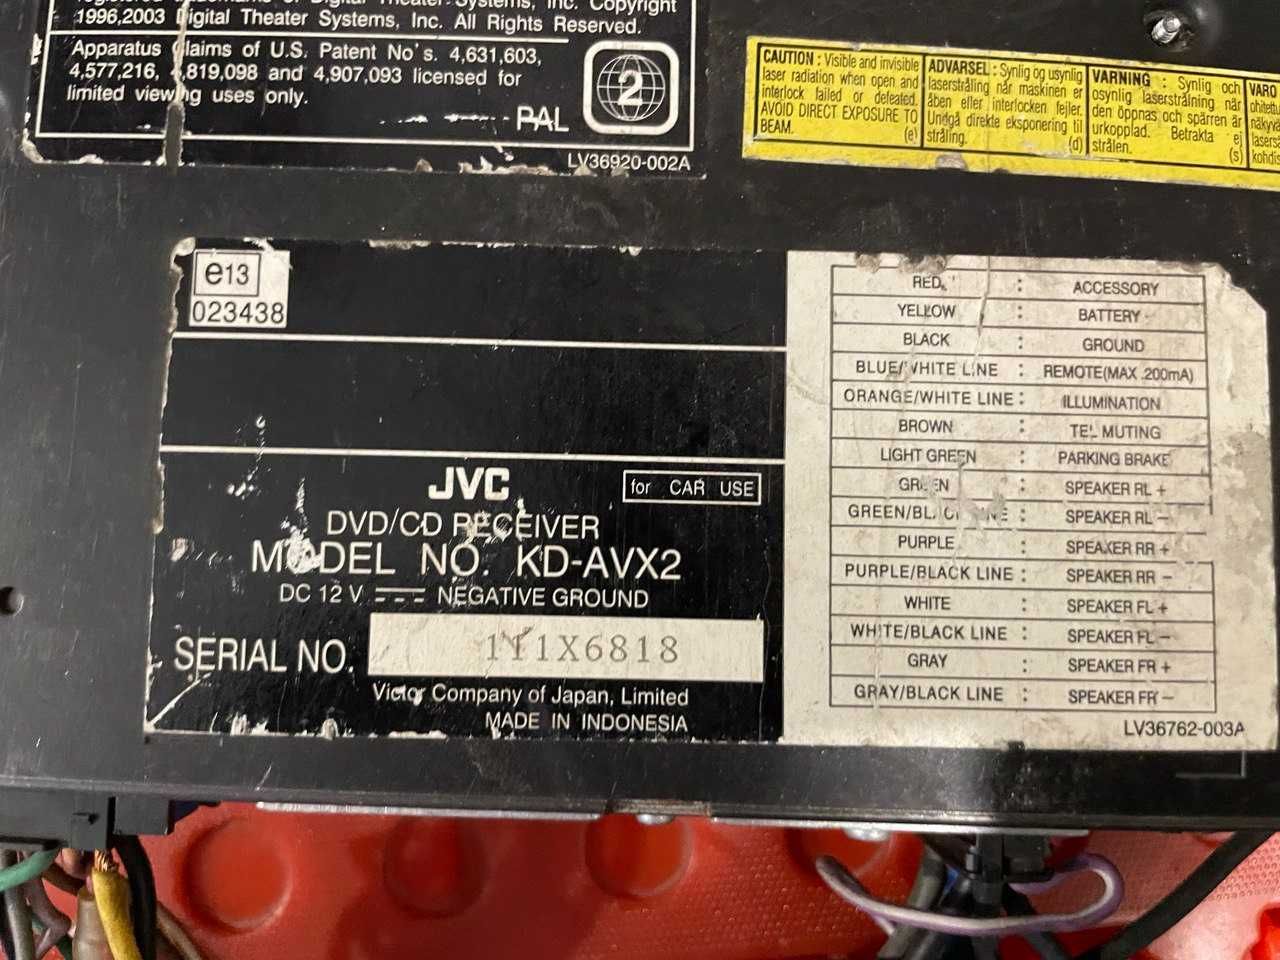 Digital Theater Systems, Inc. Copyright
1996,2003 Digital Theater Systems, Inc. All Rights Reserved.
Apparatus Claims of U.S. Patent No's. 4,631,603,
4,577,216, 4,819,098 and 4,907,093 licensed for
limited viewing uses only.
PAL
2
LV36920-002A
CAUTION : Visible and invisible
laser radiation when open and
interlock failed or defeated.
AVOID DIRECT EXPOSURE TO
BEAM. (e)
ADVARSEL : Synlig og usynlig
laserstråling når maskinen er
åben eller interlocken fejler.
Undgå direkte eksponering til
stråling. (d)
VARNING : Synlig och
osynlig laserstrålning när
den öppnas och spärren är
urkopplad. Betrakta ej
strålen. (s)
VARO
e13
023438
JVC
for CAR USE
DVD/CD RECEIVER
MODEL NO. KD-AVX2
DC 12 V NEGATIVE GROUND
SERIAL NO. 111X6818
Victor Company of Japan, Limited
MADE IN INDONESIA
RED : ACCESSORY
YELLOW : BATTERY
BLACK : GROUND
BLUE/WHITE LINE : REMOTE(MAX .200mA)
ORANGE/WHITE LINE : ILLUMINATION
BROWN : TEL MUTING
LIGHT GREEN : PARKING BRAKE
GREEN : SPEAKER RL +
GREEN/BLACK LINE : SPEAKER RL −
PURPLE : SPEAKER RR +
PURPLE/BLACK LINE : SPEAKER RR −
WHITE : SPEAKER FL +
WHITE/BLACK LINE : SPEAKER FL −
GRAY : SPEAKER FR +
GRAY/BLACK LINE : SPEAKER FR −
LV36762-003A